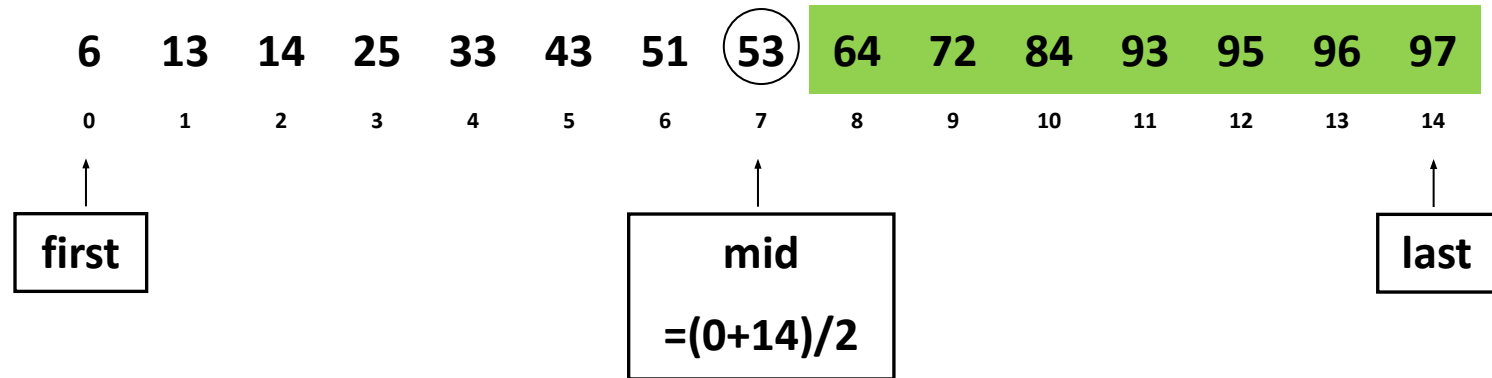 6 13 14 25 33 43 51 53 64 72 84 93 95 96 97
0 1 2 3 4 5 6 7 8 9 10 11 12 13 14
first
mid
=(0+14)/2
last